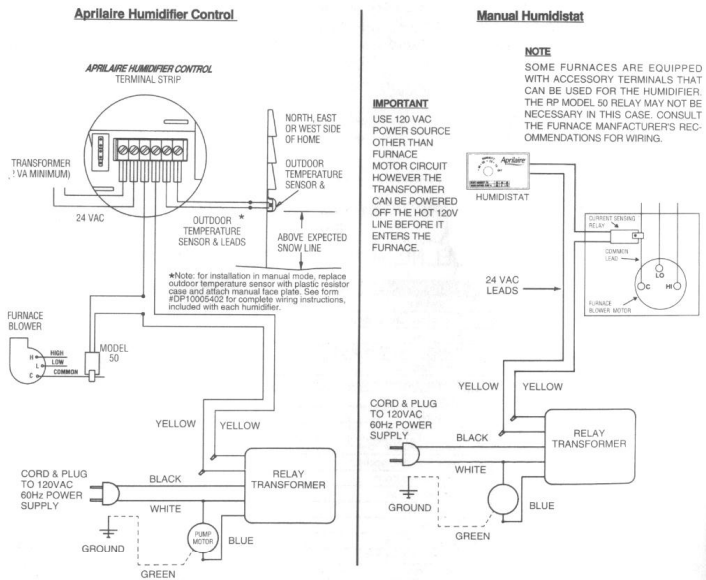 Aprilaire Humidifier Control
APRILAIRE HUMIDIFIER CONTROL
TERMINAL STRIP
TRANSFORMER
VA MINIMUM)
24 VAC
NORTH, EAST
OR WEST SIDE
OF HOME
OUTDOOR
TEMPERATURE
SENSOR &
*
OUTDOOR
TEMPERATURE
SENSOR & LEADS
ABOVE EXPECTED
SNOW LINE
*Note: for installation in manual mode, replace
outdoor temperature sensor with plastic resistor
case and attach manual face plate. See form
#DP10005402 for complete wiring instructions,
included with each humidifier.
FURNACE
BLOWER
H
HIGH
L
LOW
C
COMMON
MODEL
50
YELLOW
YELLOW
CORD & PLUG
TO 120VAC
60Hz POWER
SUPPLY
BLACK
WHITE
RELAY
TRANSFORMER
PUMP
MOTOR
BLUE
GROUND
GREEN
Manual Humidistat
NOTE
SOME FURNACES ARE EQUIPPED
WITH ACCESSORY TERMINALS THAT
CAN BE USED FOR THE HUMIDIFIER.
THE RP MODEL 50 RELAY MAY NOT BE
NECESSARY IN THIS CASE. CONSULT
THE FURNACE MANFACTURER'S REC-
OMMENDATIONS FOR WIRING.
IMPORTANT
USE 120 VAC
POWER SOURCE
OTHER THAN
FURNACE
MOTOR CIRCUIT
HOWEVER THE
TRANSFORMER
CAN BE POWERED
OFF THE HOT 120V
LINE BEFORE IT
ENTERS THE
FURNACE.
Aprilaire
HUMIDISTAT
CURRENT SENSING
RELAY
COMMON
LEAD
LO
C
HI
FURNACE
BLOWER MOTOR
24 VAC
LEADS
YELLOW
YELLOW
CORD & PLUG
TO 120VAC
60Hz POWER
SUPPLY
BLACK
WHITE
RELAY
TRANSFORMER
BLUE
GROUND
GREEN